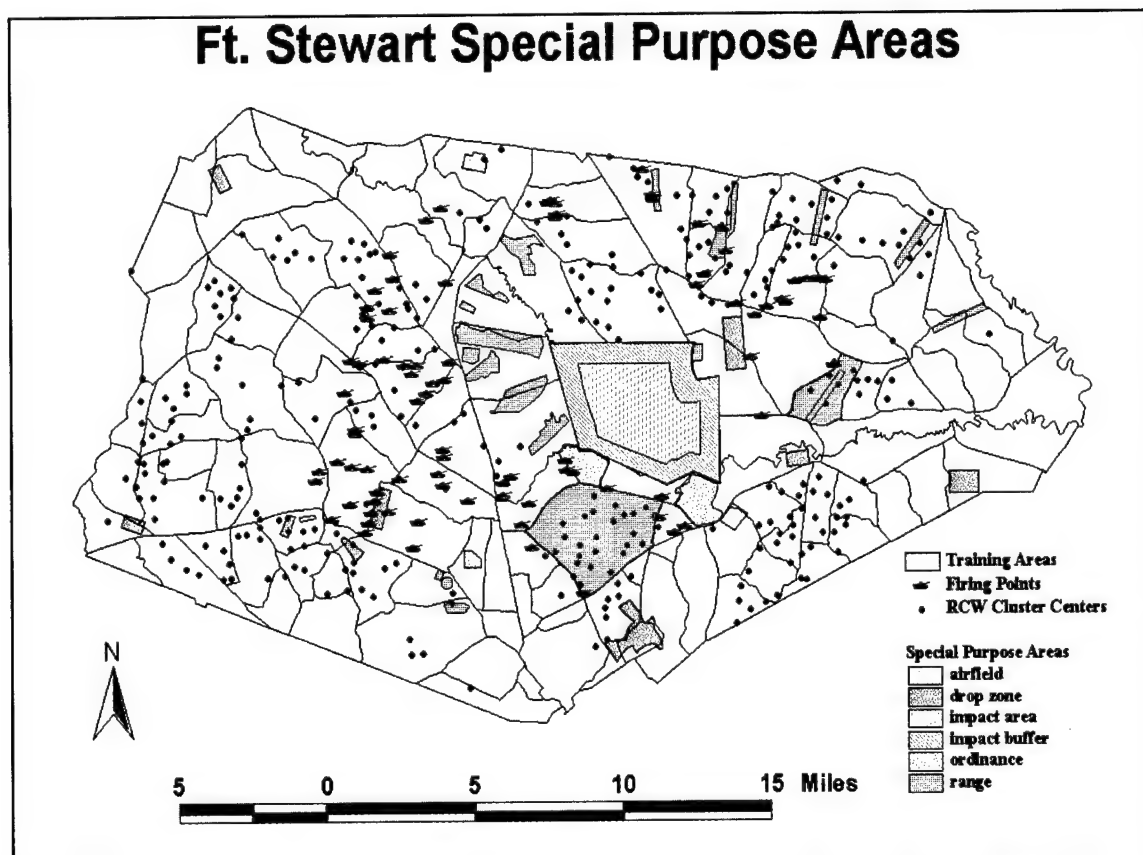 Ft. Stewart Special Purpose Areas
Training Areas
Firing Points
RCW Cluster Centers
Special Purpose Areas
airfield
drop zone
impact area
impact buffer
ordinance
range
N
5 0 5 10 15 Miles